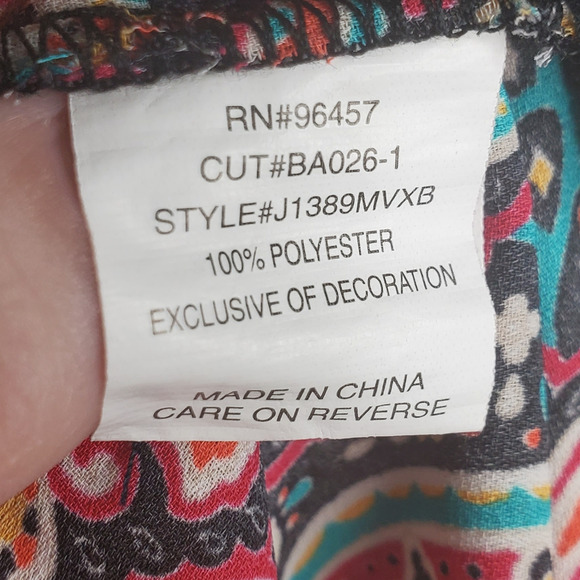 RN#96457
CUT#BA026-1
STYLE#J1389MVXB
100% POLYESTER
EXCLUSIVE OF DECORATION
MADE IN CHINA
CARE ON REVERSE